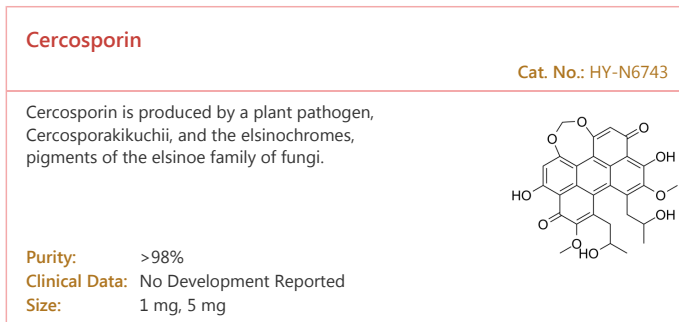 Cercosporin
Cat. No.: HY-N6743
Cercosporin is produced by a plant pathogen,
Cercosporakikuchii, and the elsinochromes,
pigments of the elsinoe family of fungi.
O
O
O
OH
HO
O
OH
O
O
HO
Purity: >98%
Clinical Data: No Development Reported
Size: 1 mg, 5 mg